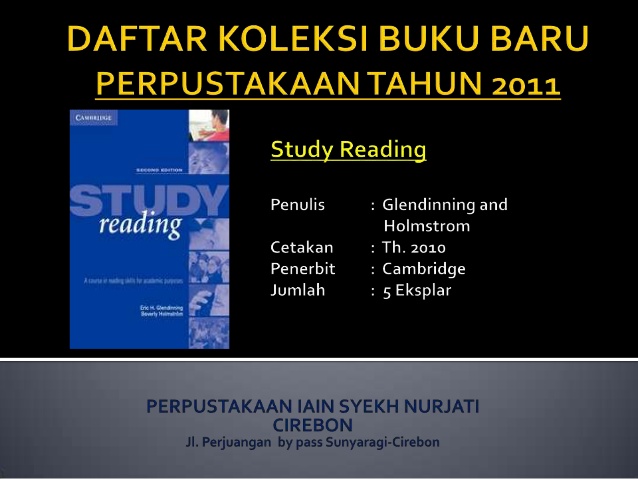 DAFTAR KOLEKSI BUKU BARU
PERPUSTAKAAN TAHUN 2011
CAMBRIDGE
SECOND EDITION
STUDY
reading
A course in reading skills for academic purposes
Eric H. Glendinning
Beverly Holmström
Study Reading
Penulis : Glendinning and
Holmstrom
Cetakan : Th. 2010
Penerbit : Cambridge
Jumlah : 5 Eksplar
PERPUSTAKAAN IAIN SYEKH NURJATI
CIREBON
Jl. Perjuangan by pass Sunyaragi-Cirebon